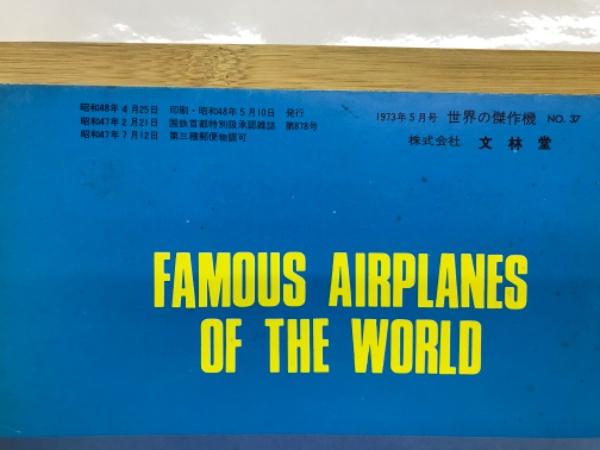 昭和48年4月25日 印刷・昭和48年5月10日 発行
昭和47年2月21日 国鉄首都特別扱承認雑誌 第878号
昭和47年7月12日 第三種郵便物認可
1973年5月号 世界の傑作機 NO. 37
株式会社 文林堂
FAMOUS AIRPLANES
OF THE WORLD